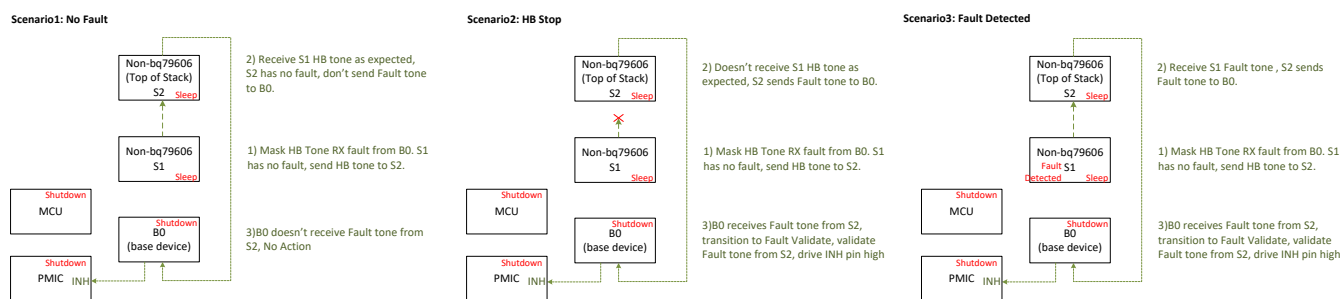 Scenario1: No Fault
Non-bq79606
(Top of Stack)
S2
Sleep
2) Receive S1 HB tone as expected,
S2 has no fault, don't send Fault tone
to B0.
Non-bq79606
S1
Sleep
1) Mask HB Tone RX fault from B0. S1
has no fault, send HB tone to S2.
Shutdown
MCU
Shutdown
B0
(base device)
3)B0 doesn't receive Fault tone from
S2, No Action
Shutdown
PMIC
INH
Scenario2: HB Stop
Non-bq79606
(Top of Stack)
S2
Sleep
2) Doesn't receive S1 HB tone as
expected, S2 sends Fault tone to B0.
Non-bq79606
S1
Sleep
1) Mask HB Tone RX fault from B0. S1
has no fault, send HB tone to S2.
Shutdown
MCU
Shutdown
B0
(base device)
3)B0 receives Fault tone from S2,
transition to Fault Validate, validate
Fault tone from S2, drive INH pin high
Shutdown
PMIC
INH
Scenario3: Fault Detected
Non-bq79606
(Top of Stack)
S2
Sleep
2) Receive S1 Fault tone , S2 sends
Fault tone to B0.
Non-bq79606
Fault
Detected
S1
Sleep
1) Mask HB Tone RX fault from B0. S1
has no fault, send HB tone to S2.
Shutdown
MCU
Shutdown
B0
(base device)
3)B0 receives Fault tone from S2,
transition to Fault Validate, validate
Fault tone from S2, drive INH pin high
Shutdown
PMIC
INH